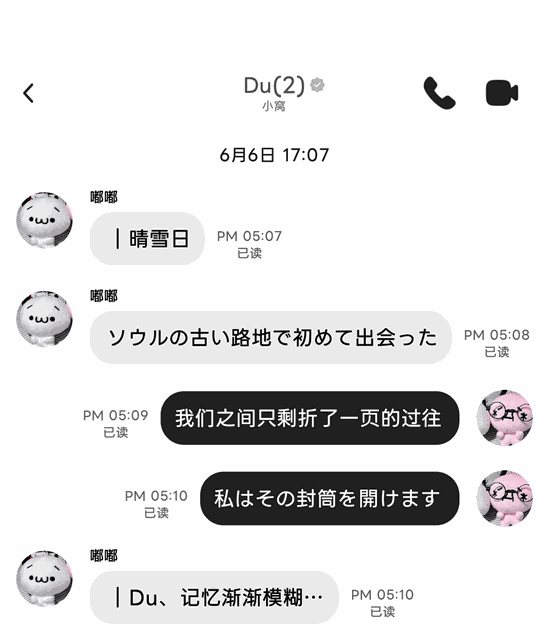 Du(2)
小窝
6月6日 17:07
嘟嘟
丨晴雪日
PM 05:07
已读
嘟嘟
ソウルの古い路地で初めて出会った
PM 05:08
已读
PM 05:09
已读
我们之间只剩折了一页的过往
PM 05:10
已读
私はその封筒を開けます
嘟嘟
丨Du、记忆渐渐模糊…
PM 05:10
已读